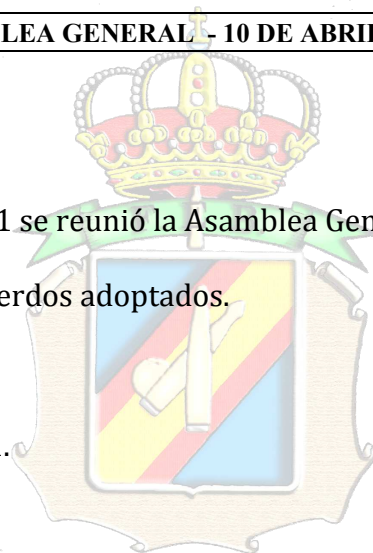 LEA GENERAL - 10 DE ABRI
1 se reunió la Asamblea Gen
erdos adoptados.
.